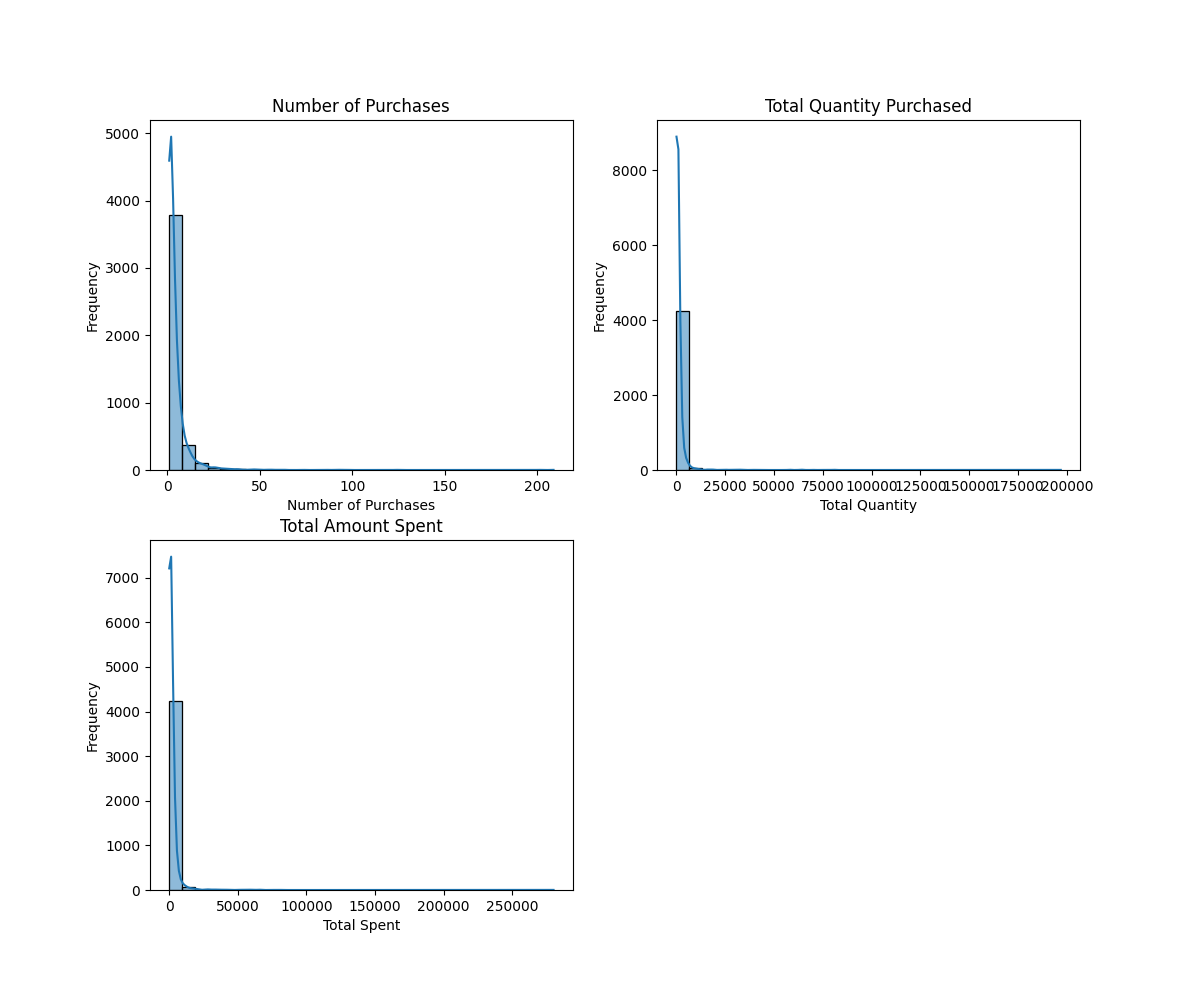 Number of Purchases
5000
4000
3000
2000
1000
0
Frequency
0 50 100 150 200
Number of Purchases
Total Quantity Purchased
8000
6000
4000
2000
0
Frequency
0 25000 50000 75000 100000 125000 150000 175000 200000
Total Quantity
Total Amount Spent
7000
6000
5000
4000
3000
2000
1000
0
Frequency
0 50000 100000 150000 200000 250000
Total Spent